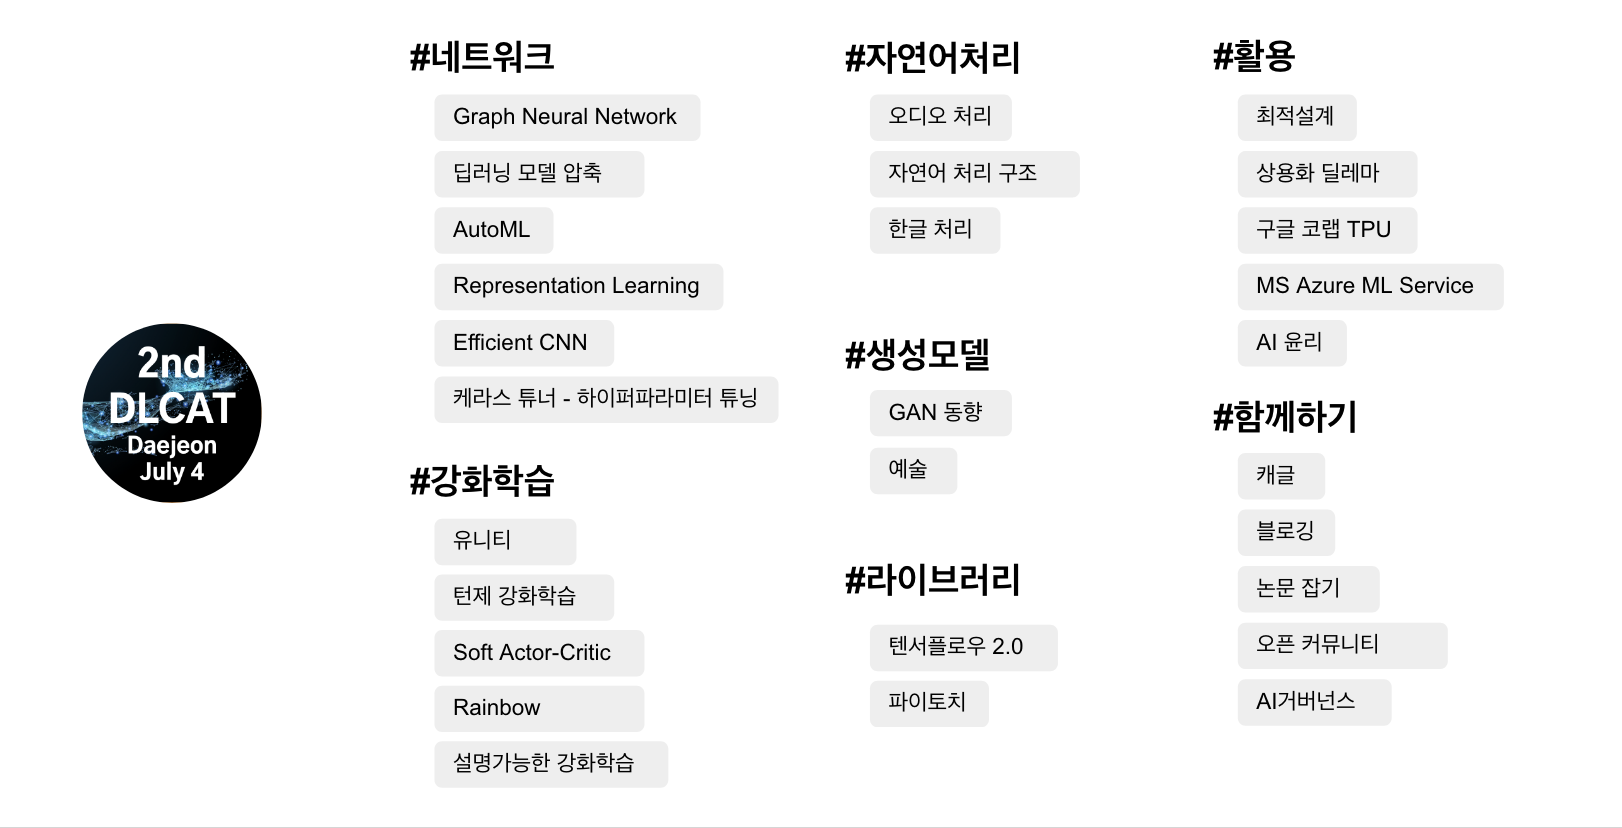 2nd
DLCAT
Daejeon
July 4
#네트워크
Graph Neural Network
딥러닝 모델 압축
AutoML
Representation Learning
Efficient CNN
케라스 튜너 - 하이퍼파라미터 튜닝
#강화학습
유니티
턴제 강화학습
Soft Actor-Critic
Rainbow
설명가능한 강화학습
#자연어처리
오디오 처리
자연어 처리 구조
한글 처리
#생성모델
GAN 동향
예술
#라이브러리
텐서플로우 2.0
파이토치
#활용
최적설계
상용화 딜레마
구글 코랩 TPU
MS Azure ML Service
AI 윤리
#함께하기
캐글
블로깅
논문 잡기
오픈 커뮤니티
AI거버넌스